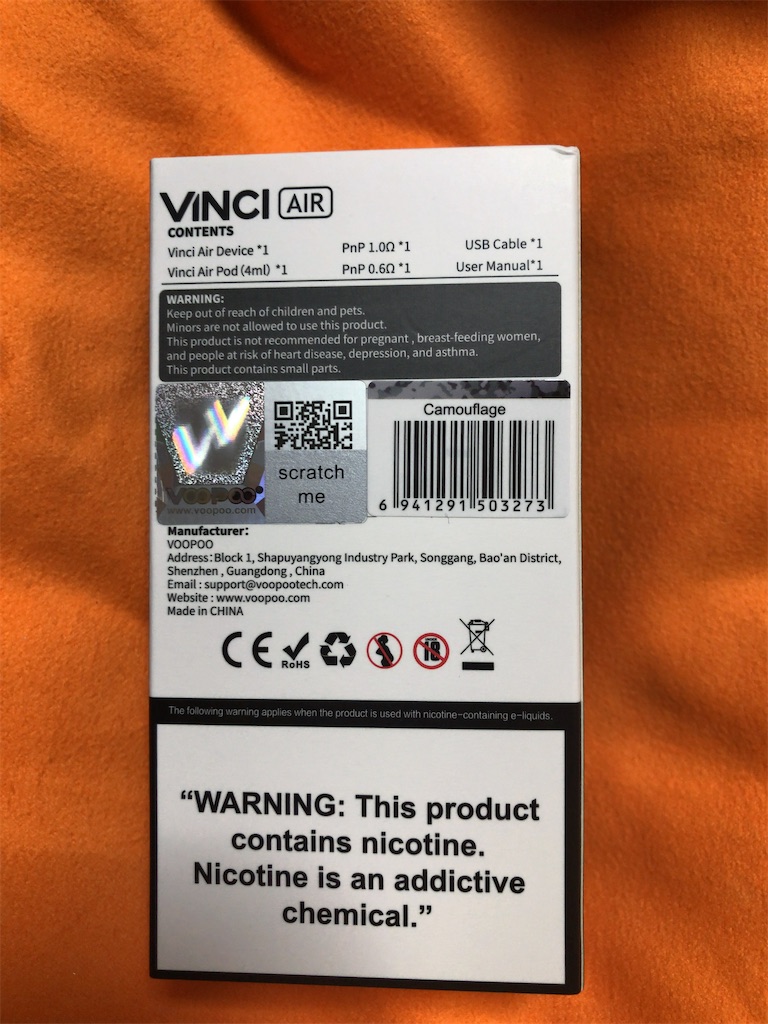 VINCI AIR
CONTENTS
Vinci Air Device *1 PnP 1.0Ω *1 USB Cable *1
Vinci Air Pod (4ml) *1 PnP 0.6Ω *1 User Manual*1
WARNING:
Keep out of reach of children and pets.
Minors are not allowed to use this product.
This product is not recommended for pregnant , breast-feeding women,
and people at risk of heart disease, depression, and asthma.
This product contains small parts.
VOOPOO
www.voopoo.com
scratch
me
Camouflage
6 941291 503273
Manufacturer:
VOOPOO
Address:Block 1, Shapuyangyong Industry Park, Songgang, Bao'an District,
Shenzhen , Guangdong , China
Email : support@voopootech.com
Website : www.voopoo.com
Made in CHINA
CE RoHS 18
The following warning applies when the product is used with nicotine-containing e-liquids.
“WARNING: This product
contains nicotine.
Nicotine is an addictive
chemical.”